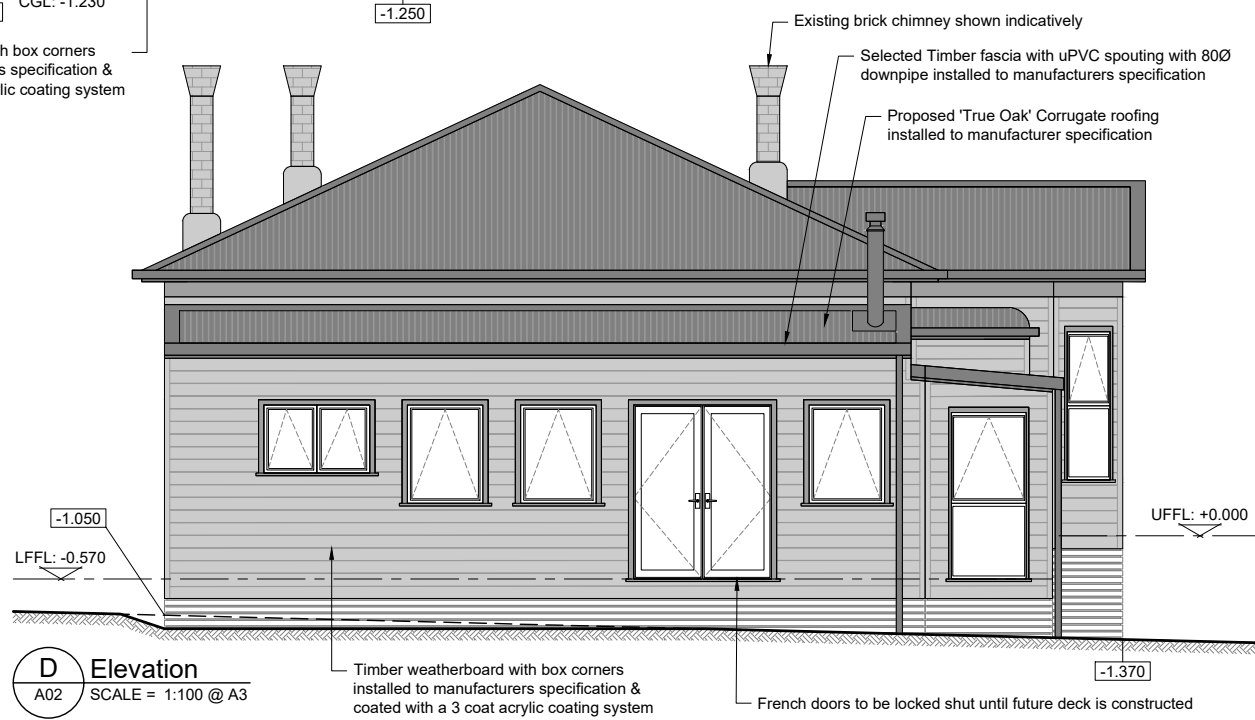 CGL: -1.230
-1.250
h box corners
s specification &
lic coating system
Existing brick chimney shown indicatively
Selected Timber fascia with uPVC spouting with 80Ø
downpipe installed to manufacturers specification
Proposed 'True Oak' Corrugate roofing
installed to manufacturer specification
-1.050
LFFL: -0.570
UFFL: +0.000
-1.370
D
A02
Elevation
SCALE = 1:100 @ A3
Timber weatherboard with box corners
installed to manufacturers specification &
coated with a 3 coat acrylic coating system
French doors to be locked shut until future deck is constructed